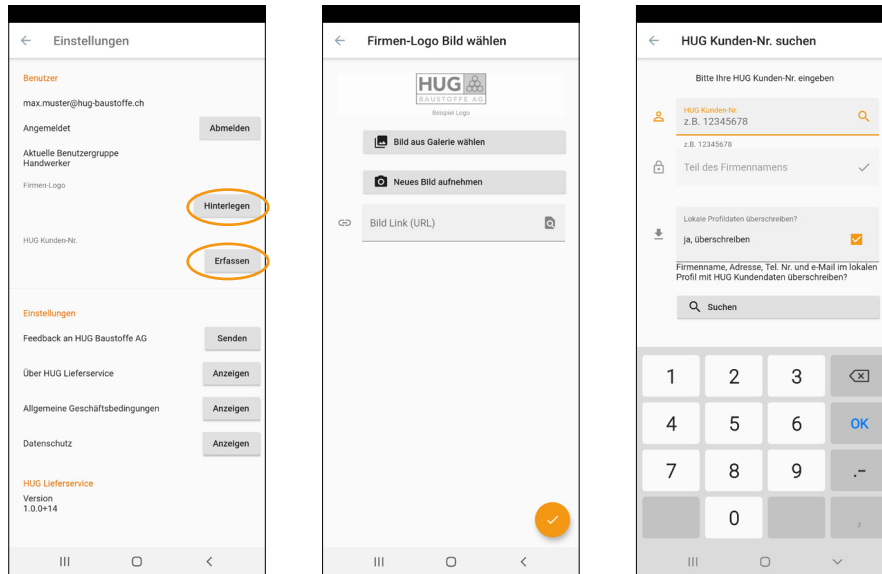 Einstellungen
Benutzer
max.muster@hug-baustoffe.ch
Angemeldet
Abmelden
Aktuelle Benutzergruppe
Handwerker
Firmen-Logo
Hinterlegen
HUG Kunden-Nr.
Erfassen
Einstellungen
Feedback an HUG Baustoffe AG
Senden
Über HUG Lieferservice
Anzeigen
Allgemeine Geschäftsbedingungen
Anzeigen
Datenschutz
Anzeigen
HUG Lieferservice
Version
1.0.0+14
Firmen-Logo Bild wählen
HUG
BAUSTOFFE AG
Beispiel Logo
Bild aus Galerie wählen
Neues Bild aufnehmen
Bild Link (URL)
HUG Kunden-Nr. suchen
Bitte Ihre HUG Kunden-Nr. eingeben
HUG Kunden-Nr.
z.B. 12345678
z.B. 12345678
Teil des Firmennamens
Lokale Profildaten überschreiben?
ja, überschreiben
Firmenname, Adresse, Tel. Nr. und e-Mail im lokalen
Profil mit HUG Kundendaten überschreiben?
Suchen
1 2 3
4 5 6 OK
7 8 9 .-
0 ,